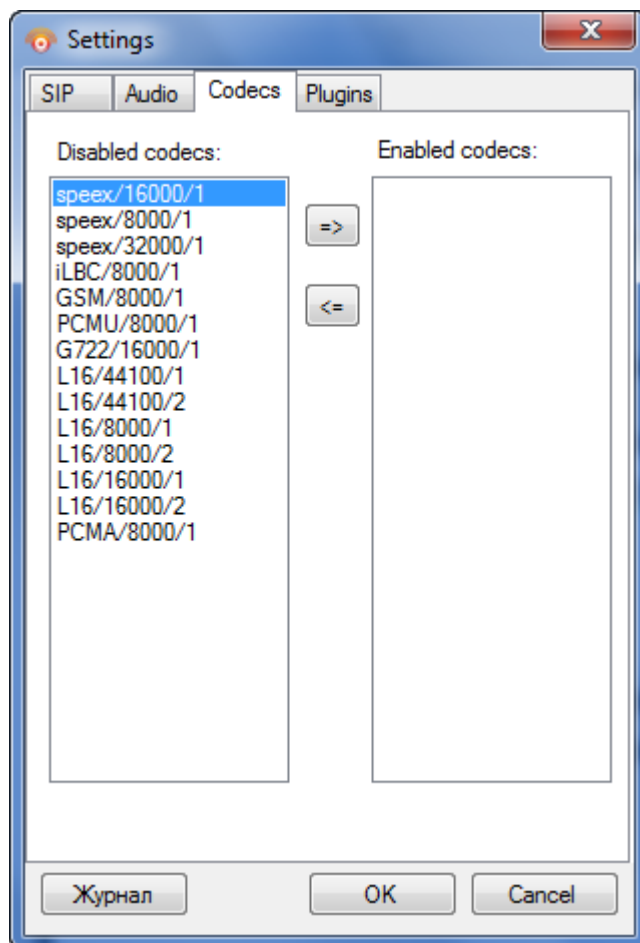 Settings
SIP Audio Codecs Plugins
Disabled codecs: Enabled codecs:
speex/16000/1
speex/8000/1
speex/32000/1
iLBC/8000/1
GSM/8000/1
PCMU/8000/1
G722/16000/1
L16/44100/1
L16/44100/2
L16/8000/1
L16/8000/2
L16/16000/1
L16/16000/2
PCMA/8000/1
=>
<=
Журнал OK Cancel